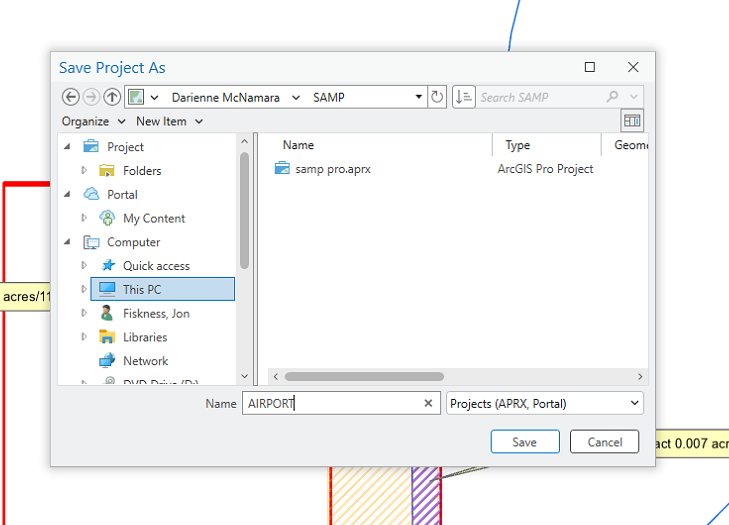 Save Project As
Darienne McNamara SAMP Search SAMP
Organize New Item
Project
Folders
Portal
My Content
Computer
Quick access
This PC
Fiskness, Jon
Libraries
Network
DVD Drive (D:)
Name Type Geom
samp pro.aprx ArcGIS Pro Project
acres/11
Name AIRPORT Projects (APRX, Portal)
Save Cancel
act 0.007 acr